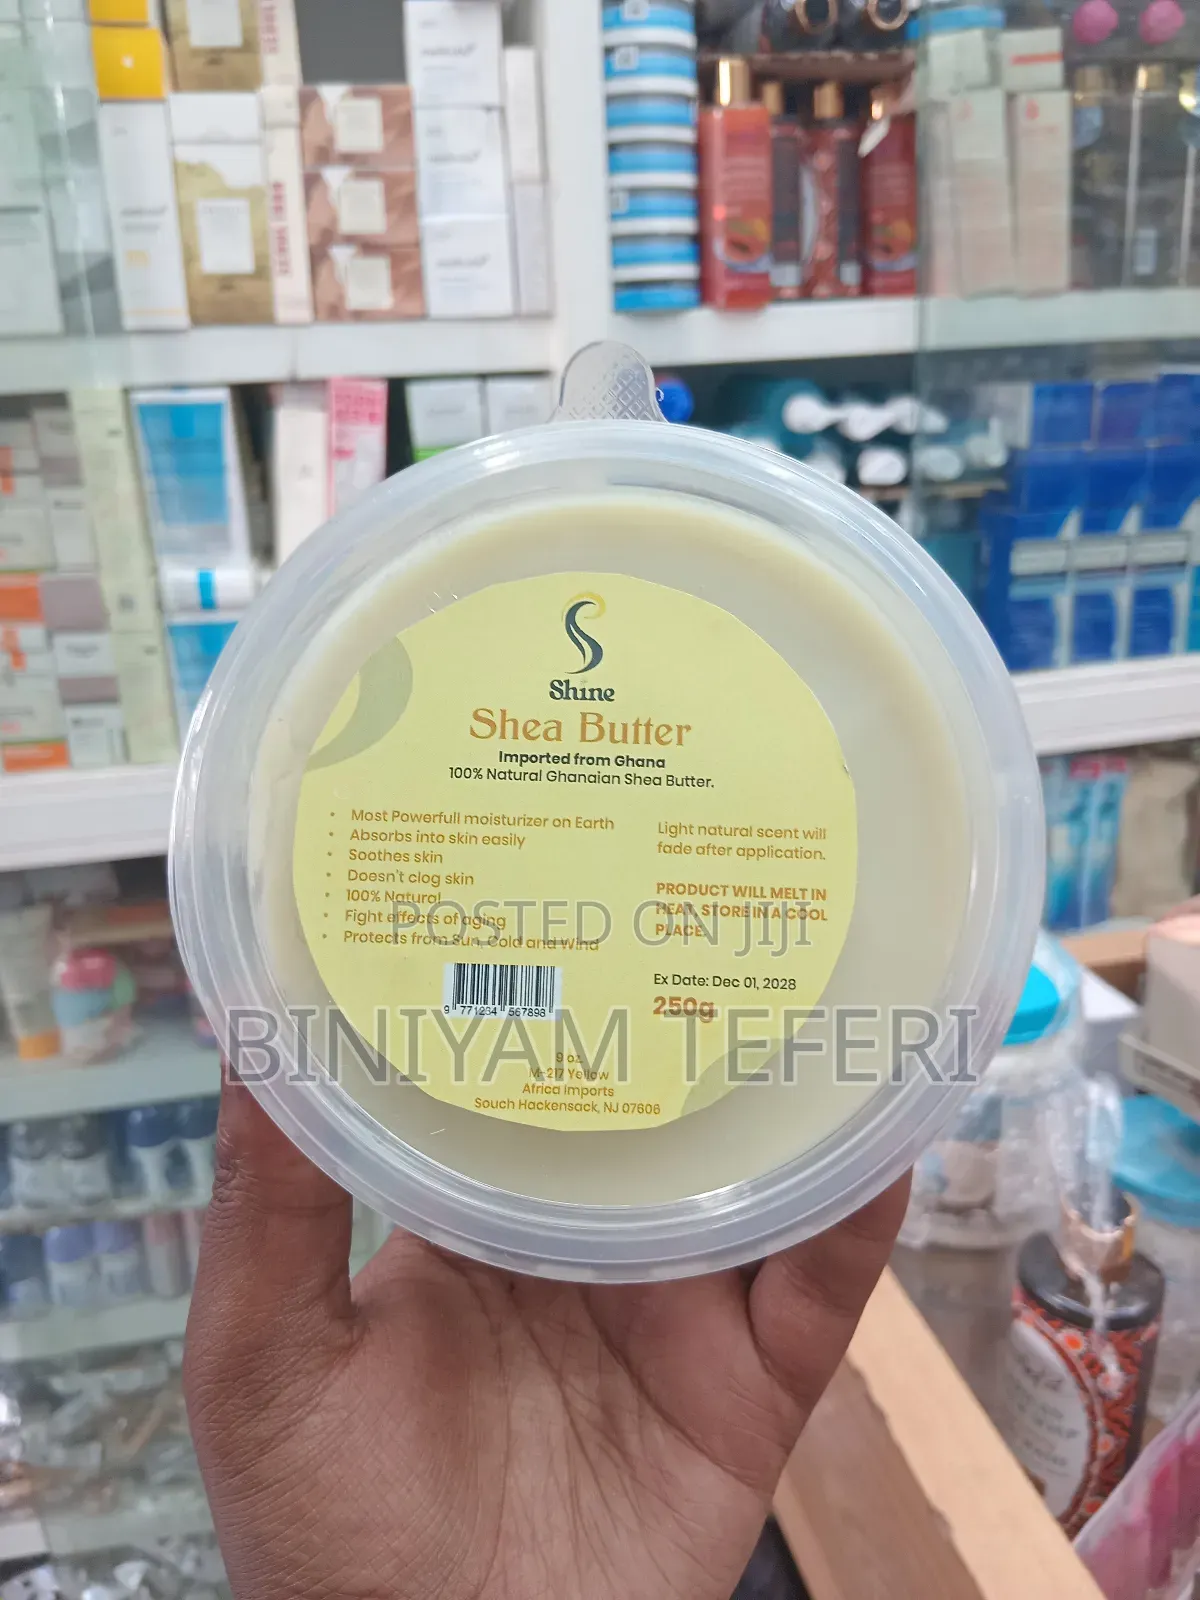 Shine
Shea Butter
Imported from Ghana
100% Natural Ghanaian Shea Butter.
• Most Powerfull moisturizer on Earth
• Absorbs into skin easily
• Soothes skin
• Doesn't clog skin
• 100% Natural
• Fight effects of aging
• Protects from Sun, Cold and Wind
Light natural scent will
fade after application.
PRODUCT WILL MELT IN
HEAT, STORE IN A COOL
PLACE.
Ex Date: Dec 01, 2028
250g
9 771234 567898
9 oz.
M-217 Yellow
Africa Imports
Souch Hackensack, NJ 07606
POSTED ON JIJI
BINIYAM TEFERI